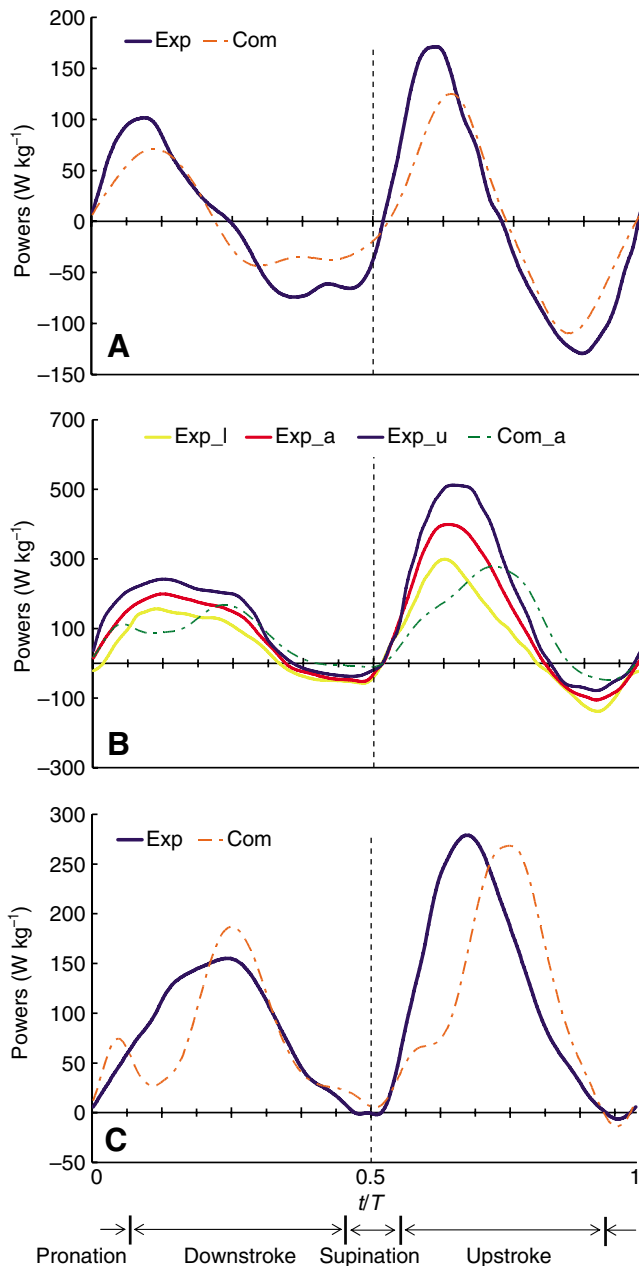 200
Exp Com
150
100
50
0
−50
−100
−150
Powers (W kg−1)
A
700
Exp_l Exp_a Exp_u Com_a
500
300
100
−100
−300
Powers (W kg−1)
B
300
Exp Com
250
200
150
100
50
0
−50
Powers (W kg−1)
C
0 0.5 1
t/T
Pronation Downstroke Supination Upstroke